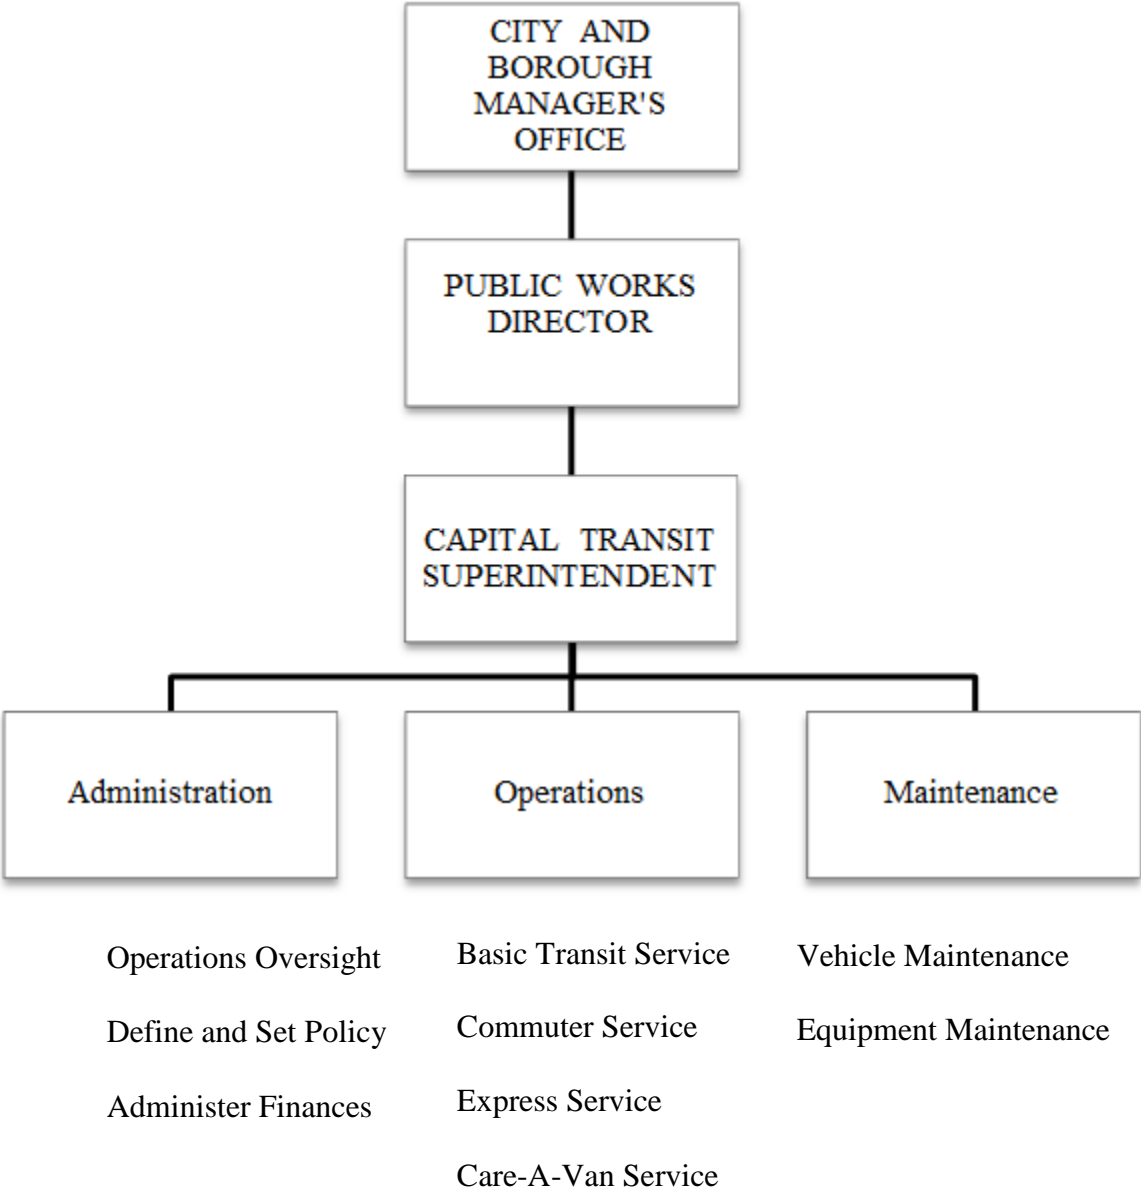 CITY AND
BOROUGH
MANAGER'S
OFFICE
PUBLIC WORKS
DIRECTOR
CAPITAL TRANSIT
SUPERINTENDENT
Administration
Operations
Maintenance
Operations Oversight
Define and Set Policy
Administer Finances
Basic Transit Service
Commuter Service
Express Service
Care-A-Van Service
Vehicle Maintenance
Equipment Maintenance